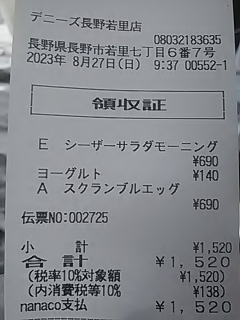 デニーズ長野若里店
08032183635
長野県長野市若里七丁目6番7号
2023年 8月27日(日) 9:37 00552-1
領収証
E シーザーサラダモーニング
¥690
ヨーグルト ¥140
A スクランブルエッグ
¥690
伝票NO:002725
小 計 ¥1,520
合計 ¥1,520
(税率10%対象額 ¥1,520)
(内消費税等10% ¥138)
nanaco支払 ¥1,520